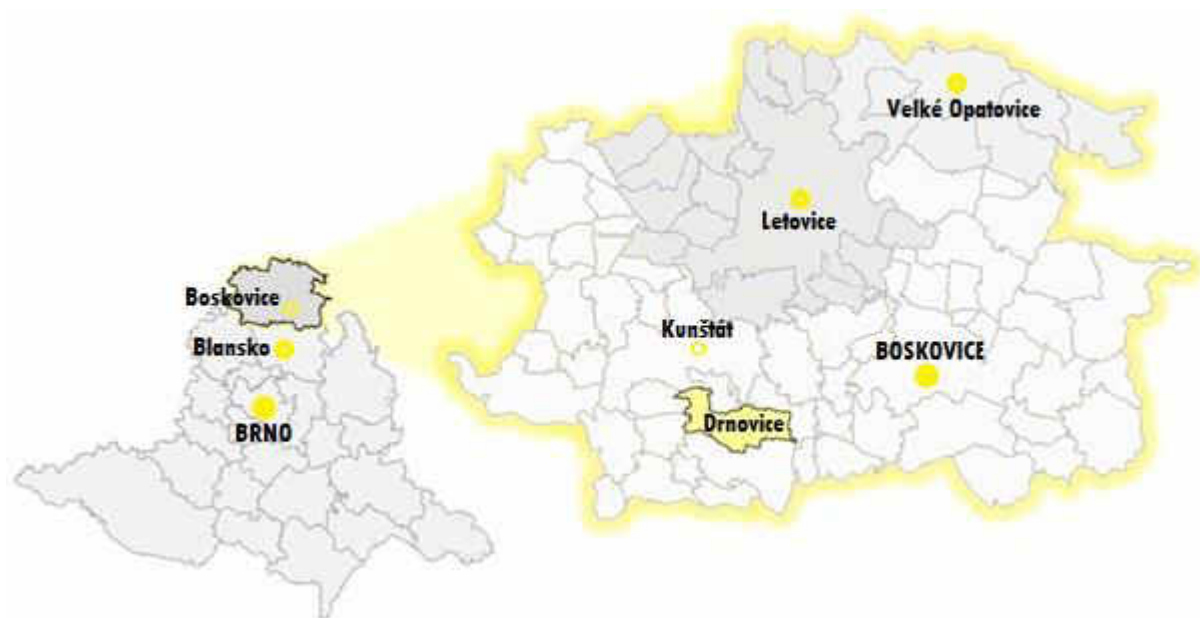 Velké Opatovice
Letovice
Boskovice
Kunštát
Blansko
BOSKOVICE
Drnovice
BRNO